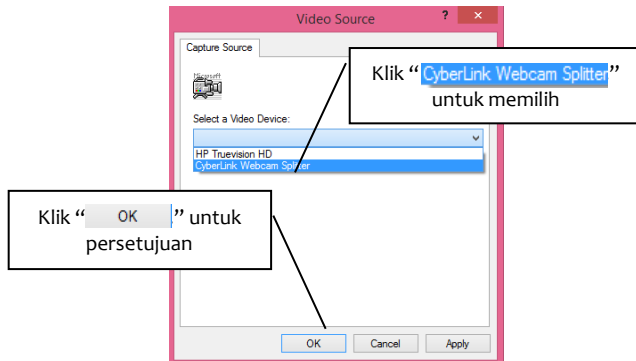 Video Source
?
×
Capture Source
Microsoft
Klik “CyberLink Webcam Splitter”
untuk memilih
Select a Video Device:
HP Truevision HD
CyberLink Webcam Splitter
Klik “ OK ” untuk
persetujuan
OK
Cancel
Apply